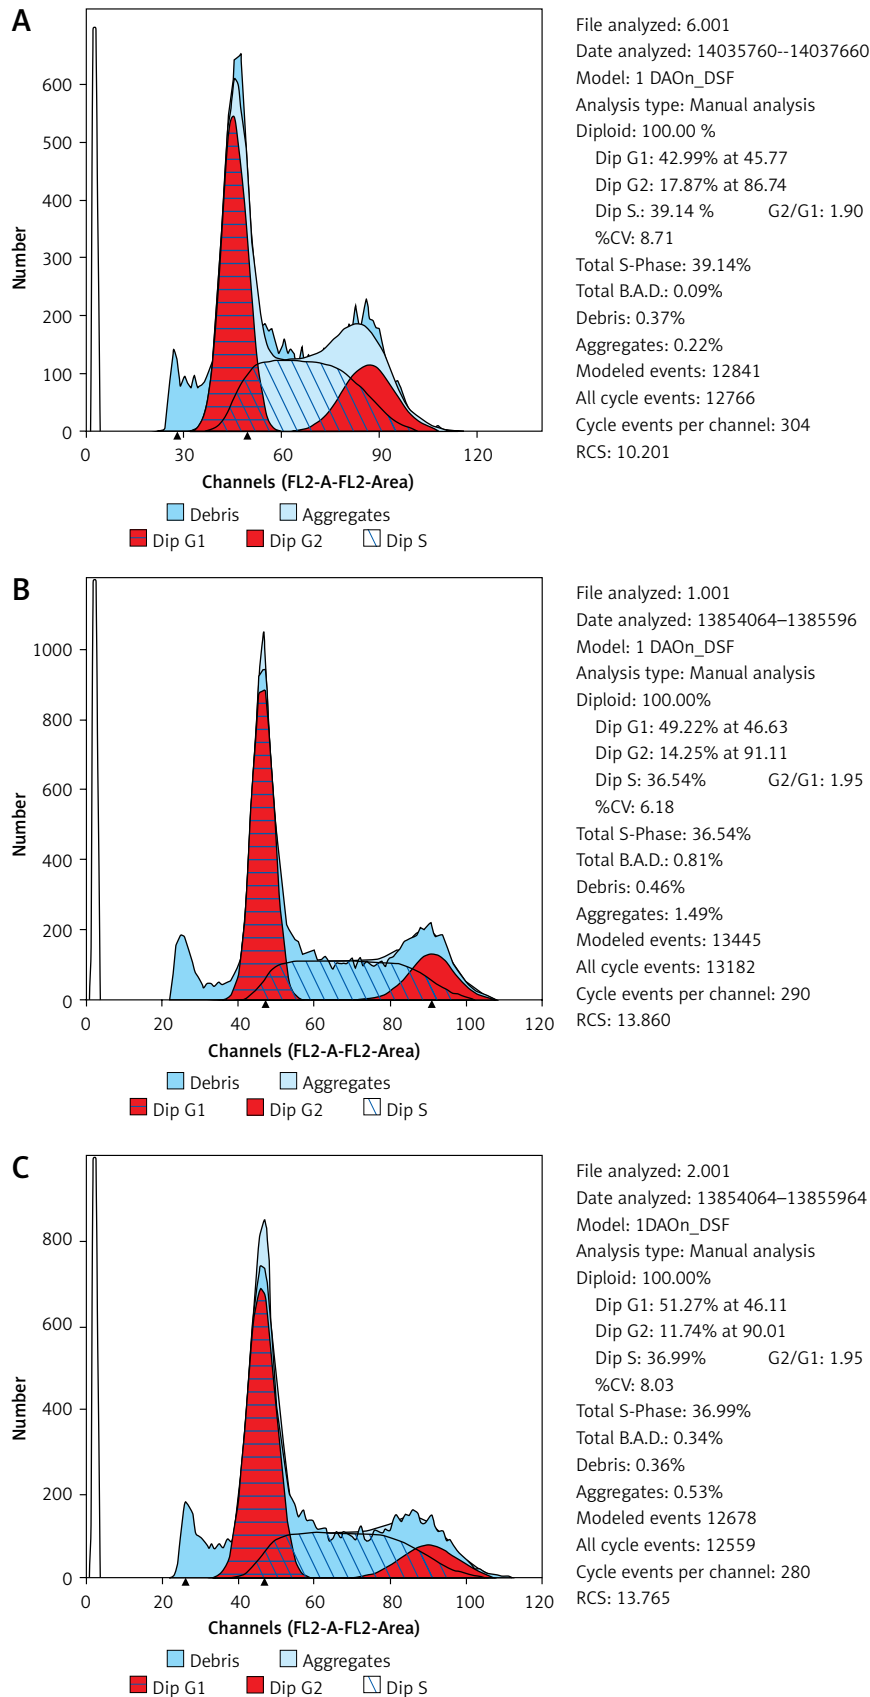 A
Number
600
500
400
300
200
100
0
0 30 60 90 120
Channels (FL2-A-FL2-Area)
Debris Aggregates
Dip G1 Dip G2 Dip S
File analyzed: 6.001
Date analyzed: 14035760--14037660
Model: 1 DAOn_DSF
Analysis type: Manual analysis
Diploid: 100.00 %
Dip G1: 42.99% at 45.77
Dip G2: 17.87% at 86.74
Dip S.: 39.14 % G2/G1: 1.90
%CV: 8.71
Total S-Phase: 39.14%
Total B.A.D.: 0.09%
Debris: 0.37%
Aggregates: 0.22%
Modeled events: 12841
All cycle events: 12766
Cycle events per channel: 304
RCS: 10.201
B
Number
1000
800
600
400
200
0
0 20 40 60 80 100 120
Channels (FL2-A-FL2-Area)
Debris Aggregates
Dip G1 Dip G2 Dip S
File analyzed: 1.001
Date analyzed: 13854064–1385596
Model: 1 DAOn_DSF
Analysis type: Manual analysis
Diploid: 100.00%
Dip G1: 49.22% at 46.63
Dip G2: 14.25% at 91.11
Dip S: 36.54% G2/G1: 1.95
%CV: 6.18
Total S-Phase: 36.54%
Total B.A.D.: 0.81%
Debris: 0.46%
Aggregates: 1.49%
Modeled events: 13445
All cycle events: 13182
Cycle events per channel: 290
RCS: 13.860
C
Number
800
600
400
200
0
0 20 40 60 80 100 120
Channels (FL2-A-FL2-Area)
Debris Aggregates
Dip G1 Dip G2 Dip S
File analyzed: 2.001
Date analyzed: 13854064–13855964
Model: 1DAOn_DSF
Analysis type: Manual analysis
Diploid: 100.00%
Dip G1: 51.27% at 46.11
Dip G2: 11.74% at 90.01
Dip S: 36.99% G2/G1: 1.95
%CV: 8.03
Total S-Phase: 36.99%
Total B.A.D.: 0.34%
Debris: 0.36%
Aggregates: 0.53%
Modeled events 12678
All cycle events: 12559
Cycle events per channel: 280
RCS: 13.765